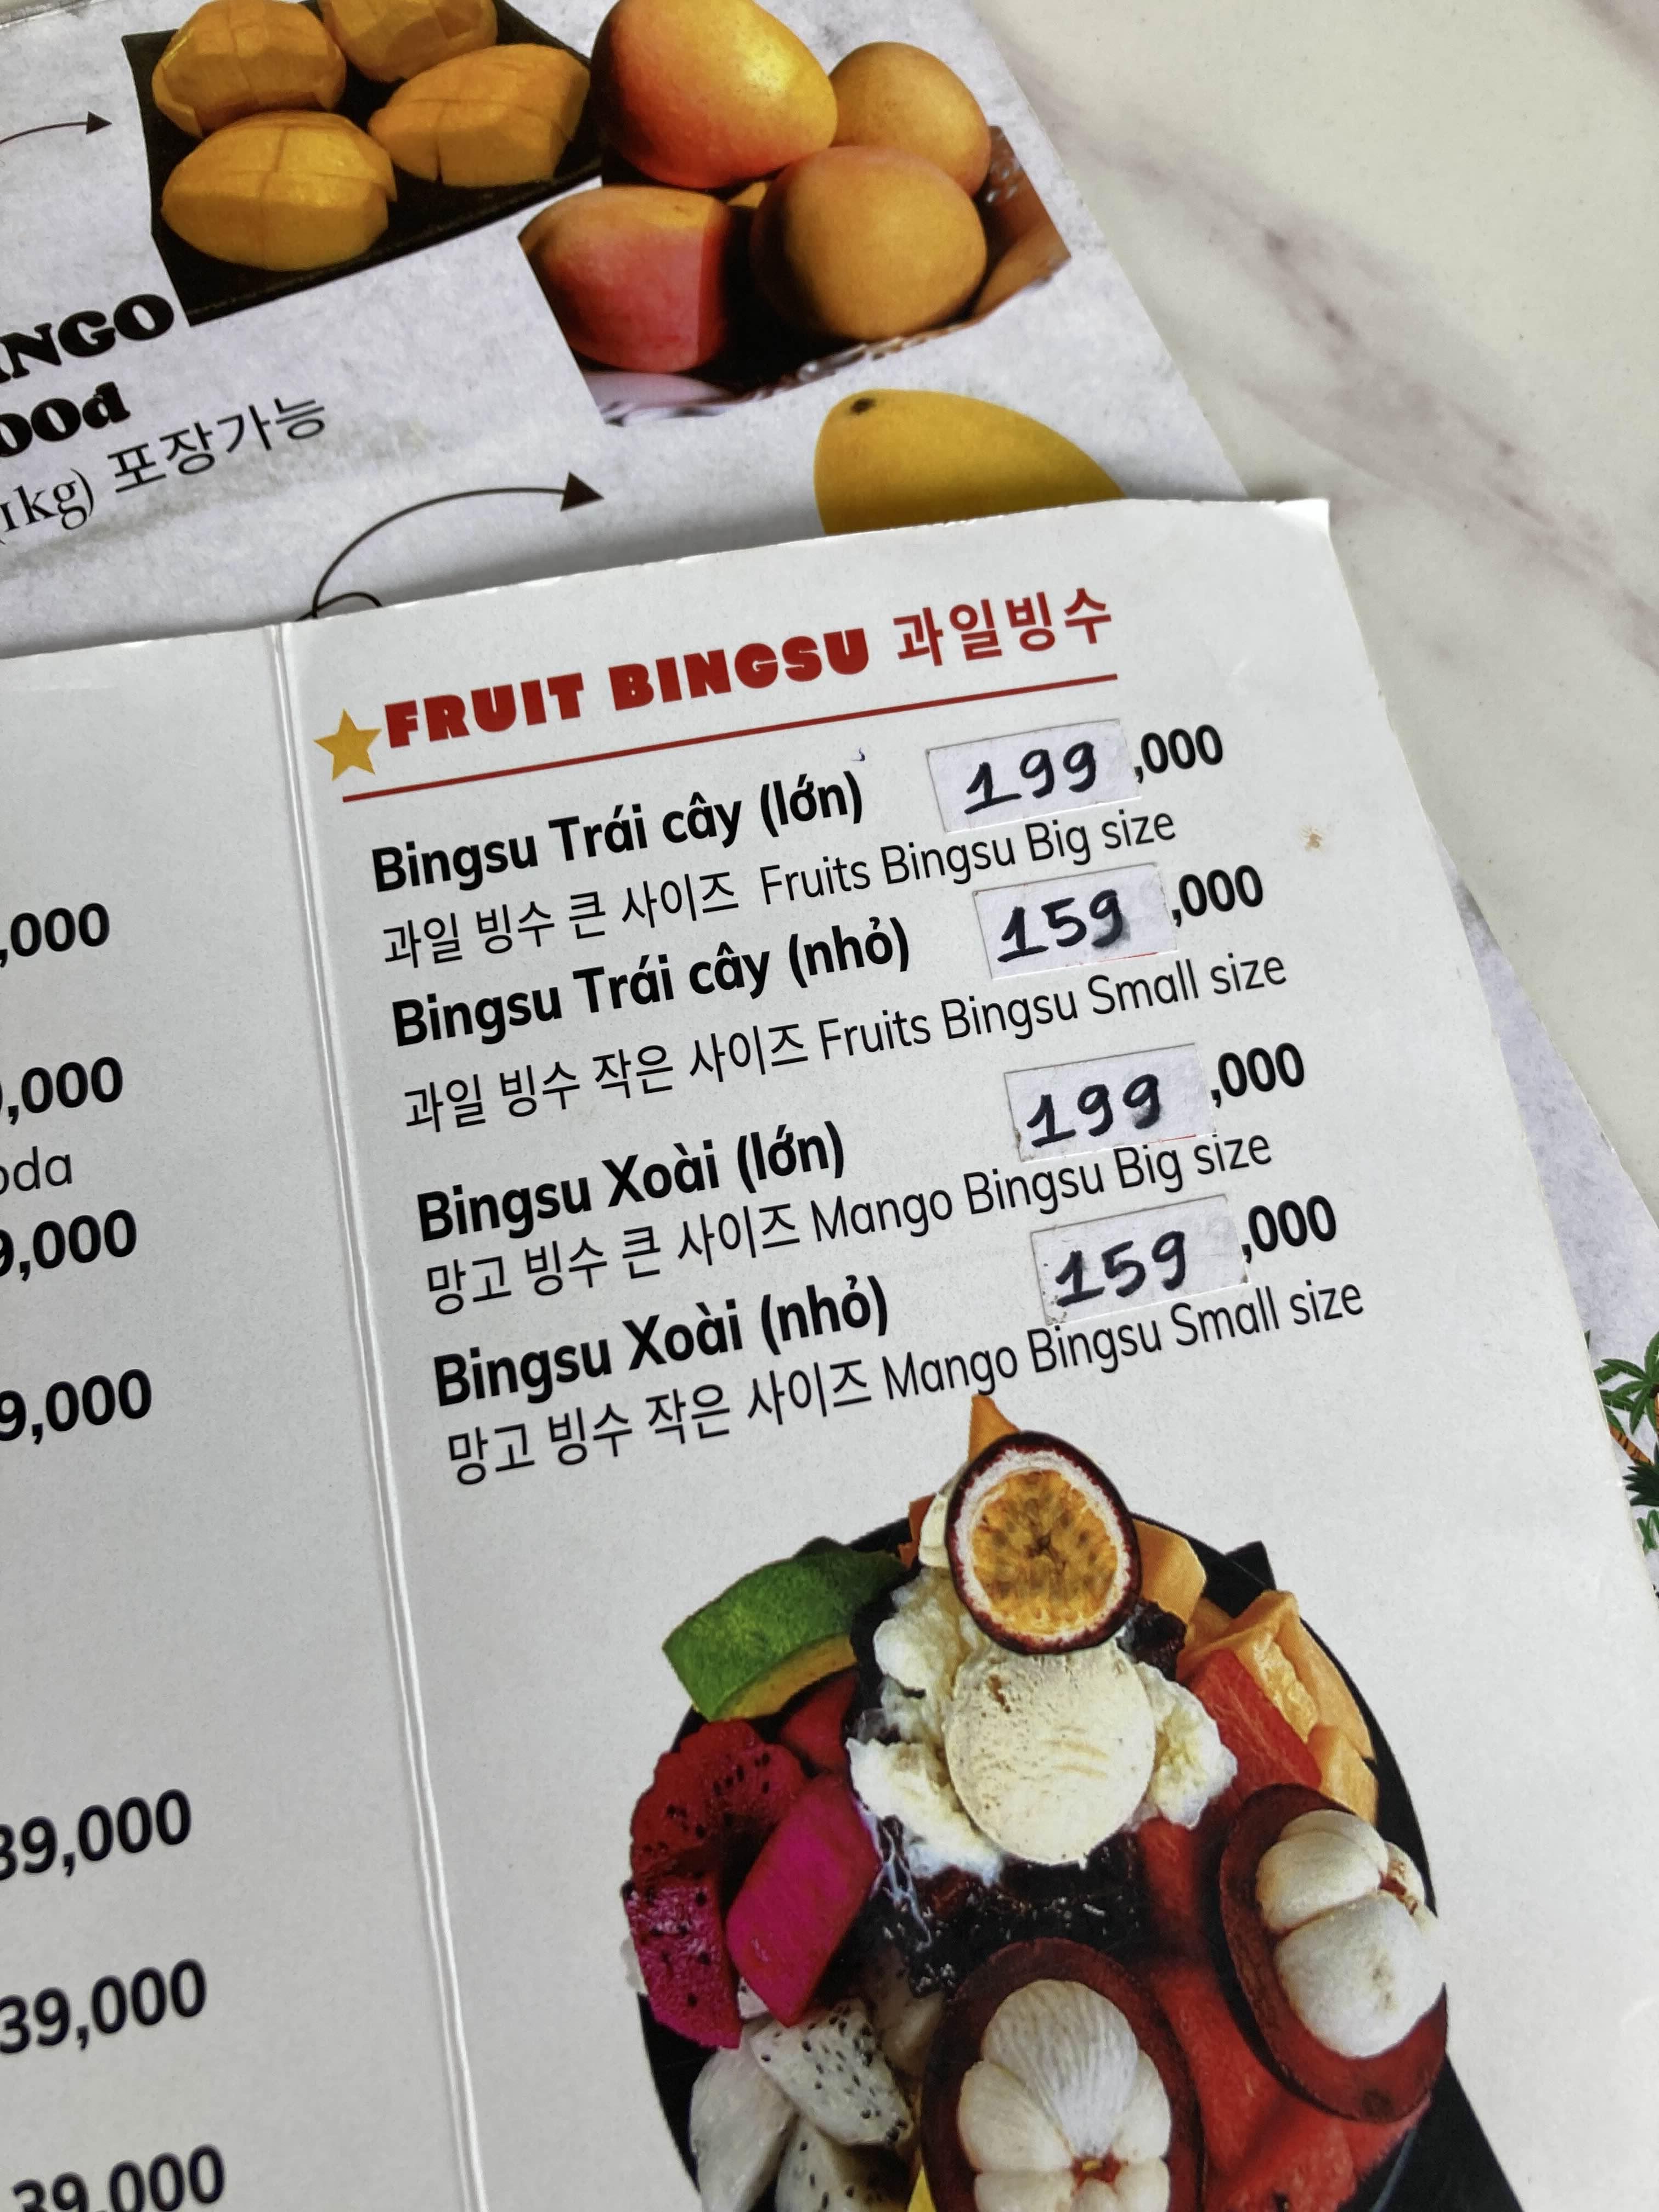 00đ
(1kg) 포장가능
FRUIT BINGSU 과일빙수
Bingsu Trái cây (lớn) 199,000
과일 빙수 큰 사이즈 Fruits Bingsu Big size
Bingsu Trái cây (nhỏ) 159,000
과일 빙수 작은 사이즈 Fruits Bingsu Small size
Bingsu Xoài (lớn) 199,000
망고 빙수 큰 사이즈 Mango Bingsu Big size
Bingsu Xoài (nhỏ) 159,000
망고 빙수 작은 사이즈 Mango Bingsu Small size
,000
,000
oda
9,000
9,000
39,000
39,000
39,000